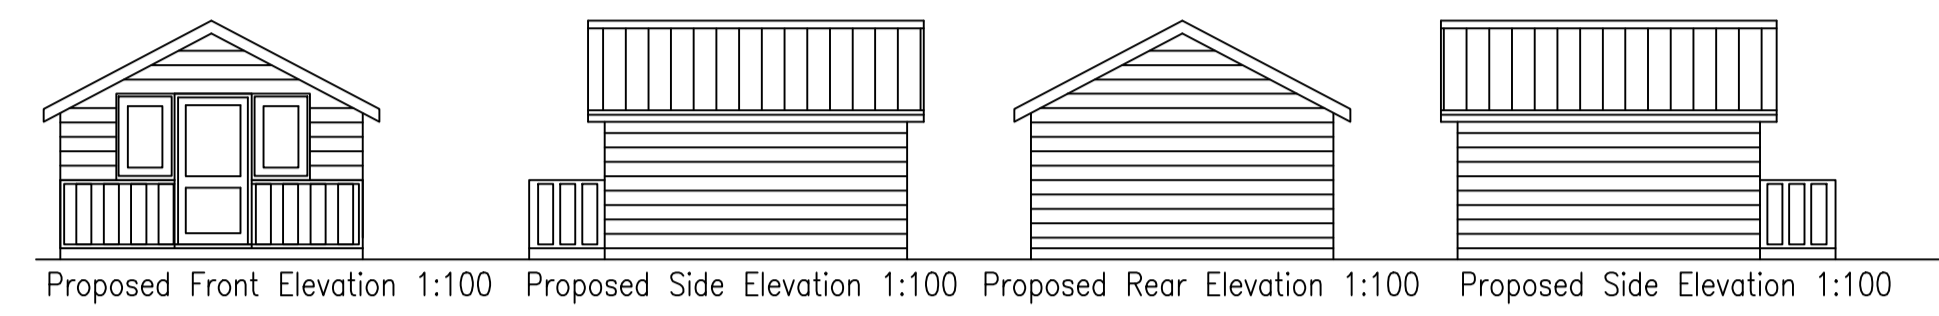 Proposed Front Elevation 1:100
Proposed Side Elevation 1:100
Proposed Rear Elevation 1:100
Proposed Side Elevation 1:100